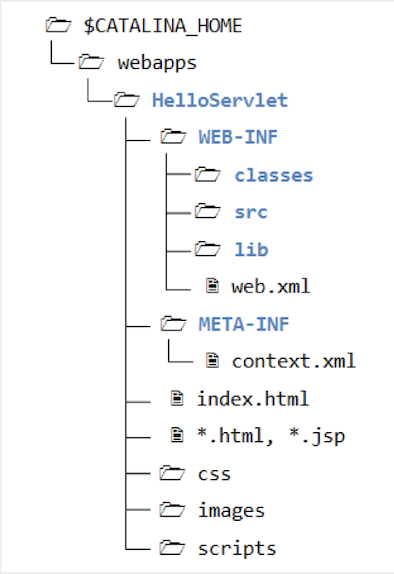 $CATALINA_HOME
webapps
HelloServlet
WEB-INF
classes
src
lib
web.xml
META-INF
context.xml
index.html
*.html, *.jsp
css
images
scripts